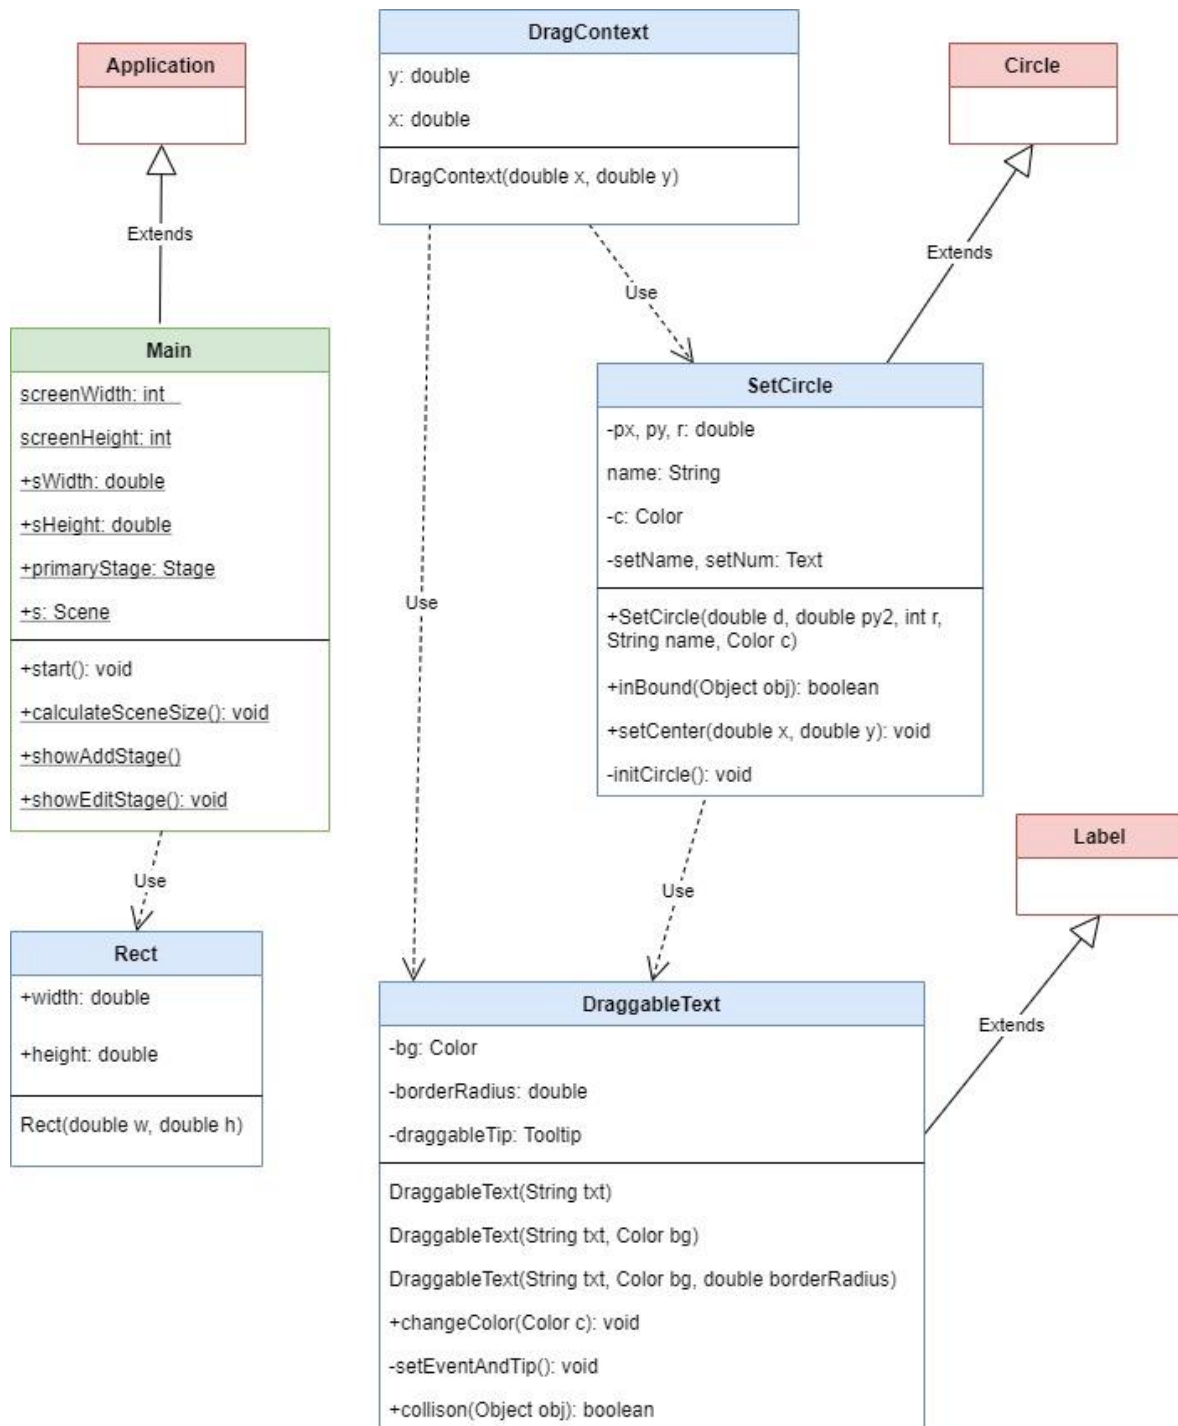 DragContext
y: double
x: double
DragContext(double x, double y)
Application
Extends
Circle
Extends
Use
Use
Main
screenWidth: int
screenHeight: int
+sWidth: double
+sHeight: double
+primaryStage: Stage
+s: Scene
+start(): void
+calculateSceneSize(): void
+showAddStage()
+showEditStage(): void
Use
SetCircle
-px, py, r: double
name: String
-c: Color
-setName, setNum: Text
+SetCircle(double d, double py2, int r,
String name, Color c)
+inBound(Object obj): boolean
+setCenter(double x, double y): void
-initCircle(): void
Use
Label
Extends
Rect
+width: double
+height: double
Rect(double w, double h)
DraggableText
-bg: Color
-borderRadius: double
-draggableTip: Tooltip
DraggableText(String txt)
DraggableText(String txt, Color bg)
DraggableText(String txt, Color bg, double borderRadius)
+changeColor(Color c): void
-setEventAndTip(): void
+collison(Object obj): boolean